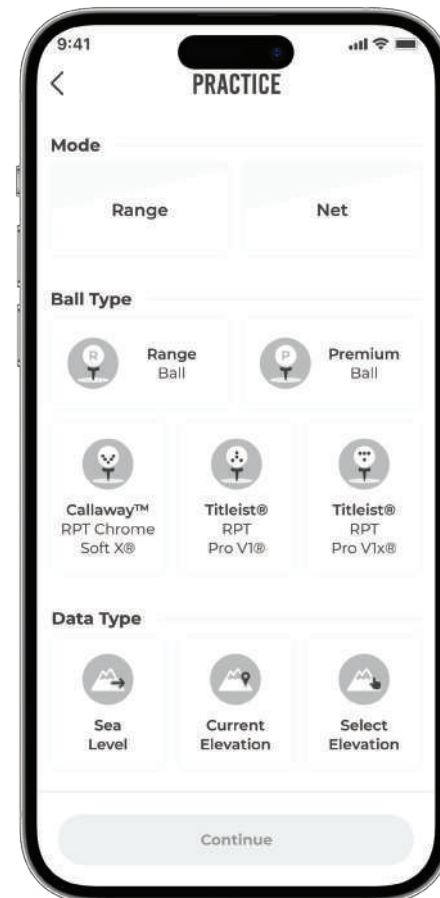 9:41
PRACTICE
Mode
Range Net
Ball Type
R Range P Premium
Ball Ball
Callaway™ Titleist® Titleist®
RPT Chrome RPT RPT
Soft X® Pro V1® Pro V1x®
Data Type
Sea Current Select
Level Elevation Elevation
Continue